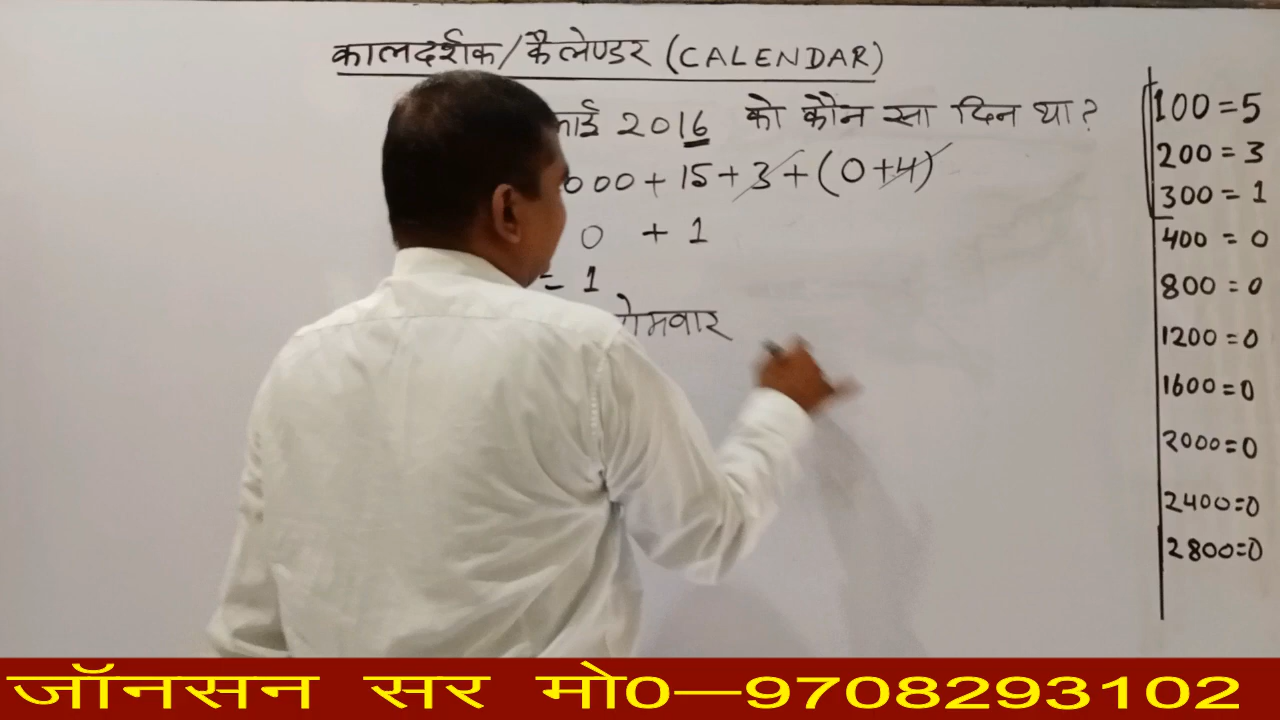 कालदर्शक/कैलेण्डर (CALENDAR)
2016 को कौन सा दिन था?
000 + 15 + 3 + (0+4)
0 + 1
= 1
100 = 5
200 = 3
300 = 1
400 = 0
800 = 0
1200 = 0
1600 = 0
2000 = 0
2400 = 0
2800 = 0
जॉनसन सर मो0—9708293102